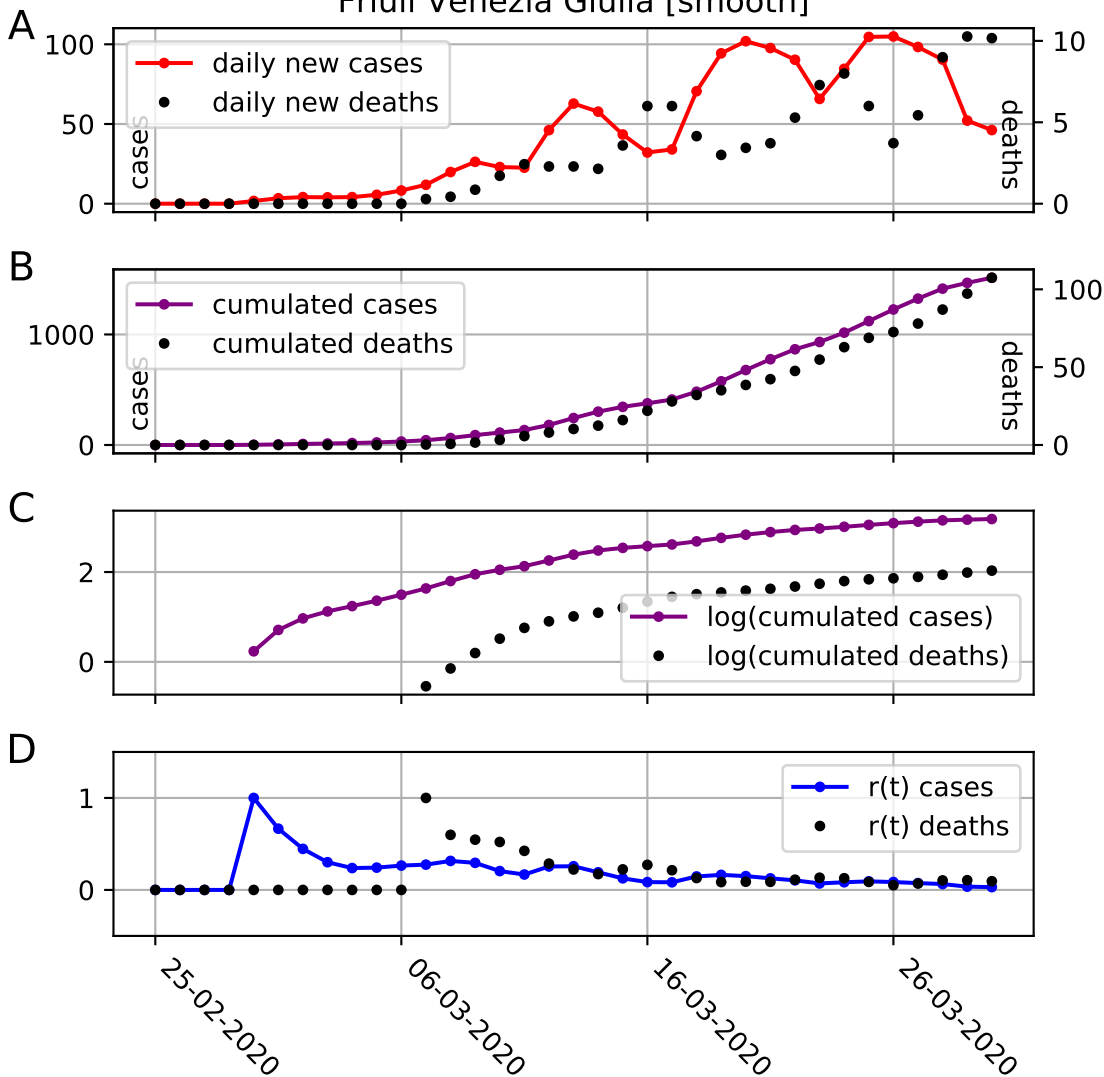 Friuli Venezia Giulia [smooth]
A
100
50
0
daily new cases
daily new deaths
cases
10
5
0
deaths
B
1000
0
cumulated cases
cumulated deaths
cases
100
50
0
deaths
C
2
0
log(cumulated cases)
log(cumulated deaths)
D
1
0
r(t) cases
r(t) deaths
25-02-2020
06-03-2020
16-03-2020
26-03-2020